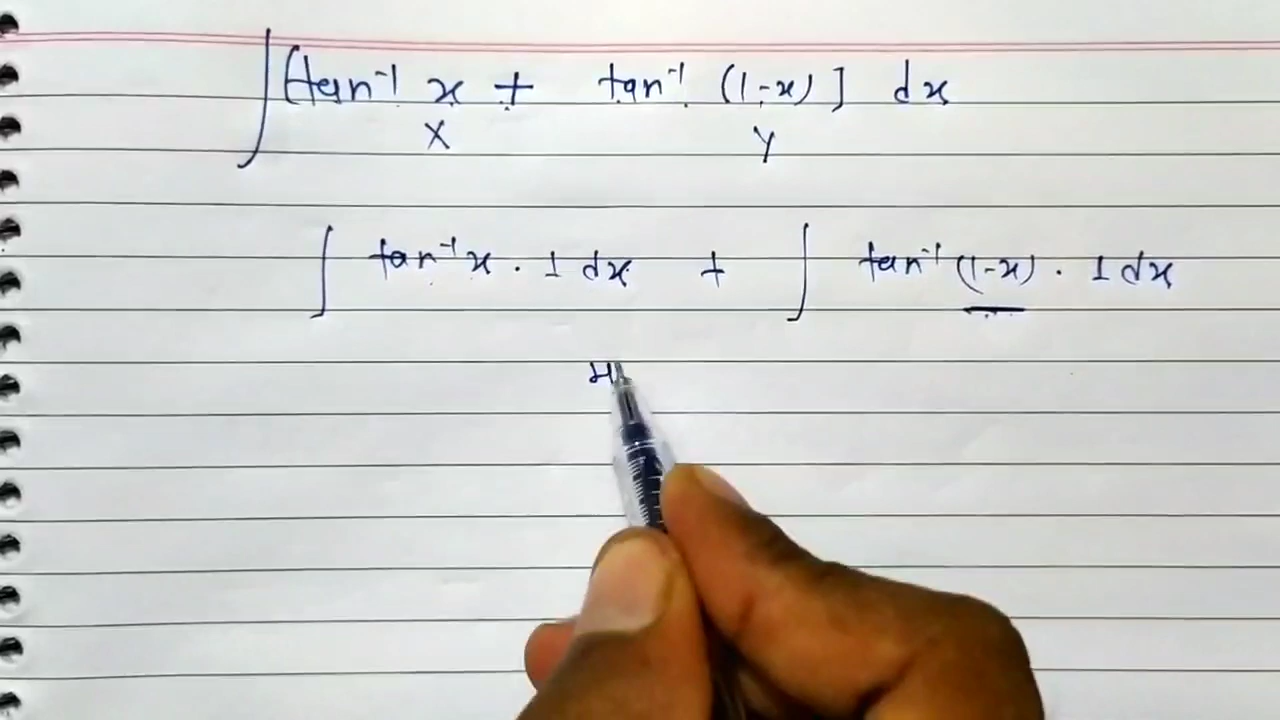 ∫[tan⁻¹ x + tan⁻¹ (1-x)] dx
X Y
∫ tan⁻¹x . 1 dx + ∫ tan⁻¹ (1-x) . 1 dx